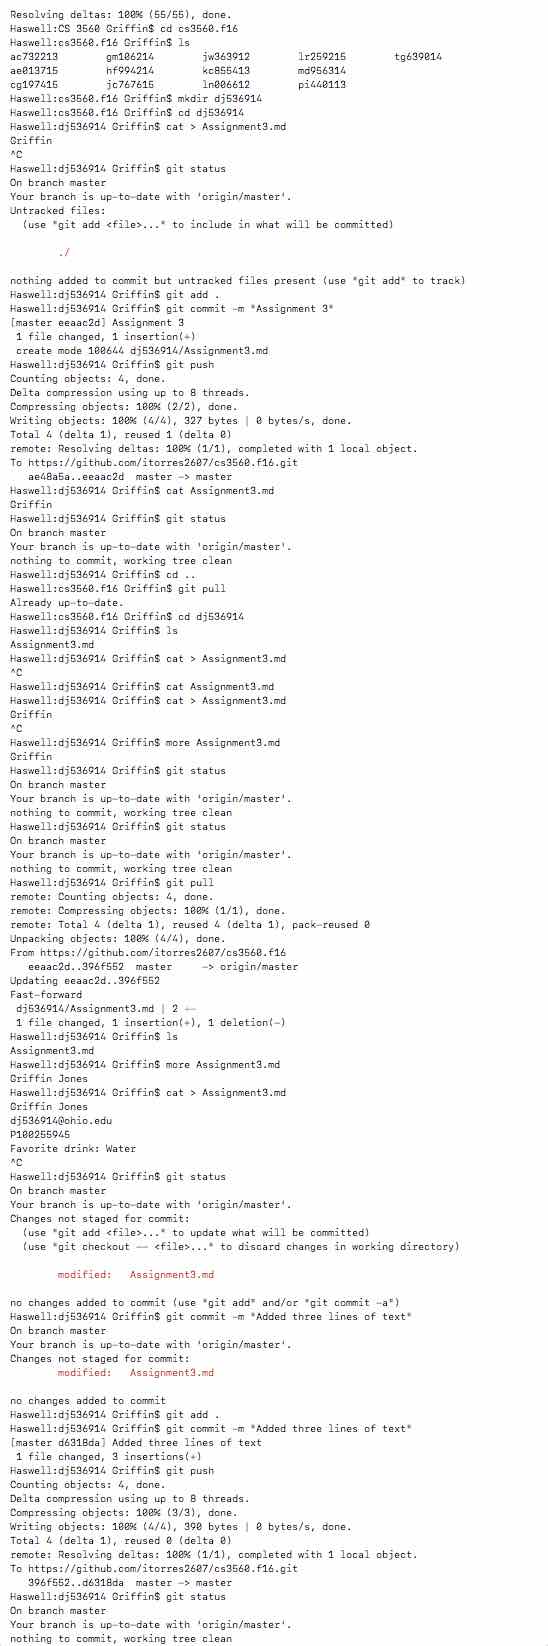 Resolving deltas: 100% (55/55), done.
Haswell:CS 3560 Griffin$ cd cs3560.f16
Haswell:cs3560.f16 Griffin$ ls
ac732213 gm106214 jw363912 lr259215 tg639014
ae013715 hf994214 kc855413 md956314
cg197415 jc767615 ln006612 pi440113
Haswell:cs3560.f16 Griffin$ mkdir dj536914
Haswell:cs3560.f16 Griffin$ cd dj536914
Haswell:dj536914 Griffin$ cat > Assignment3.md
Griffin
^C
Haswell:dj536914 Griffin$ git status
On branch master
Your branch is up-to-date with 'origin/master'.
Untracked files:
(use "git add <file>..." to include in what will be committed)
./
nothing added to commit but untracked files present (use "git add" to track)
Haswell:dj536914 Griffin$ git add .
Haswell:dj536914 Griffin$ git commit -m "Assignment 3"
[master eeaac2d] Assignment 3
1 file changed, 1 insertion(+)
create mode 100644 dj536914/Assignment3.md
Haswell:dj536914 Griffin$ git push
Counting objects: 4, done.
Delta compression using up to 8 threads.
Compressing objects: 100% (2/2), done.
Writing objects: 100% (4/4), 327 bytes | 0 bytes/s, done.
Total 4 (delta 1), reused 1 (delta 0)
remote: Resolving deltas: 100% (1/1), completed with 1 local object.
To https://github.com/itorres2607/cs3560.f16.git
ae48a5a..eeaac2d master -> master
Haswell:dj536914 Griffin$ cat Assignment3.md
Griffin
Haswell:dj536914 Griffin$ git status
On branch master
Your branch is up-to-date with 'origin/master'.
nothing to commit, working tree clean
Haswell:dj536914 Griffin$ cd ..
Haswell:cs3560.f16 Griffin$ git pull
Already up-to-date.
Haswell:cs3560.f16 Griffin$ cd dj536914
Haswell:dj536914 Griffin$ ls
Assignment3.md
Haswell:dj536914 Griffin$ cat > Assignment3.md
^C
Haswell:dj536914 Griffin$ cat Assignment3.md
Haswell:dj536914 Griffin$ cat > Assignment3.md
Griffin
^C
Haswell:dj536914 Griffin$ more Assignment3.md
Griffin
Haswell:dj536914 Griffin$ git status
On branch master
Your branch is up-to-date with 'origin/master'.
nothing to commit, working tree clean
Haswell:dj536914 Griffin$ git status
On branch master
Your branch is up-to-date with 'origin/master'.
nothing to commit, working tree clean
Haswell:dj536914 Griffin$ git pull
remote: Counting objects: 4, done.
remote: Compressing objects: 100% (1/1), done.
remote: Total 4 (delta 1), reused 4 (delta 1), pack-reused 0
Unpacking objects: 100% (4/4), done.
From https://github.com/itorres2607/cs3560.f16
eeaac2d..396f552 master -> origin/master
Updating eeaac2d..396f552
Fast-forward
dj536914/Assignment3.md | 2 +-
1 file changed, 1 insertion(+), 1 deletion(-)
Haswell:dj536914 Griffin$ ls
Assignment3.md
Haswell:dj536914 Griffin$ more Assignment3.md
Griffin Jones
Haswell:dj536914 Griffin$ cat > Assignment3.md
Griffin Jones
dj536914@ohio.edu
P100255945
Favorite drink: Water
^C
Haswell:dj536914 Griffin$ git status
On branch master
Your branch is up-to-date with 'origin/master'.
Changes not staged for commit:
(use "git add <file>..." to update what will be committed)
(use "git checkout -- <file>..." to discard changes in working directory)
modified: Assignment3.md
no changes added to commit (use "git add" and/or "git commit -a")
Haswell:dj536914 Griffin$ git commit -m "Added three lines of text"
On branch master
Your branch is up-to-date with 'origin/master'.
Changes not staged for commit:
modified: Assignment3.md
no changes added to commit
Haswell:dj536914 Griffin$ git add .
Haswell:dj536914 Griffin$ git commit -m "Added three lines of text"
[master d6318da] Added three lines of text
1 file changed, 3 insertions(+)
Haswell:dj536914 Griffin$ git push
Counting objects: 4, done.
Delta compression using up to 8 threads.
Compressing objects: 100% (3/3), done.
Writing objects: 100% (4/4), 390 bytes | 0 bytes/s, done.
Total 4 (delta 1), reused 0 (delta 0)
remote: Resolving deltas: 100% (1/1), completed with 1 local object.
To https://github.com/itorres2607/cs3560.f16.git
396f552..d6318da master -> master
Haswell:dj536914 Griffin$ git status
On branch master
Your branch is up-to-date with 'origin/master'.
nothing to commit, working tree clean